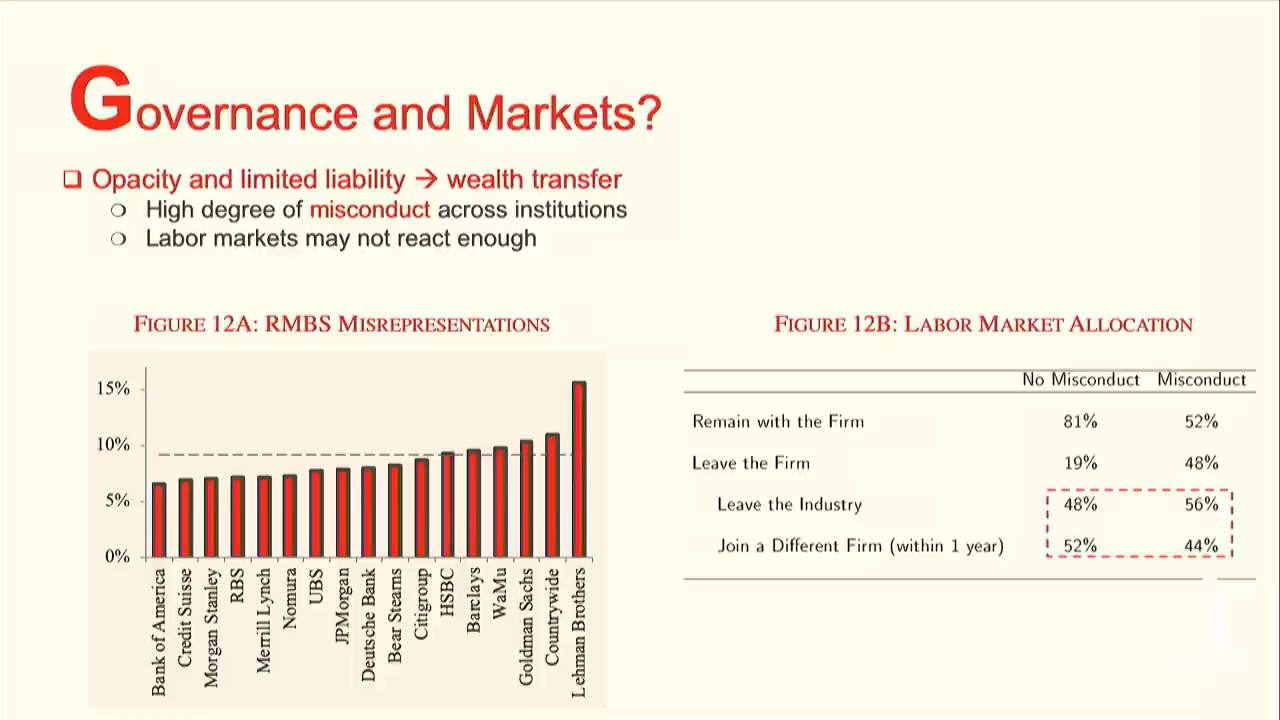 Governance and Markets?
❑ Opacity and limited liability → wealth transfer
❍ High degree of misconduct across institutions
❍ Labor markets may not react enough
FIGURE 12A: RMBS MISREPRESENTATIONS
15%
10%
5%
0%
Bank of America
Credit Suisse
Morgan Stanley
RBS
Merrill Lynch
Nomura
UBS
JPMorgan
Deutsche Bank
Bear Stearns
Citigroup
HSBC
Barclays
WaMu
Goldman Sachs
Countrywide
Lehman Brothers
FIGURE 12B: LABOR MARKET ALLOCATION
No Misconduct Misconduct
Remain with the Firm 81% 52%
Leave the Firm 19% 48%
Leave the Industry 48% 56%
Join a Different Firm (within 1 year) 52% 44%